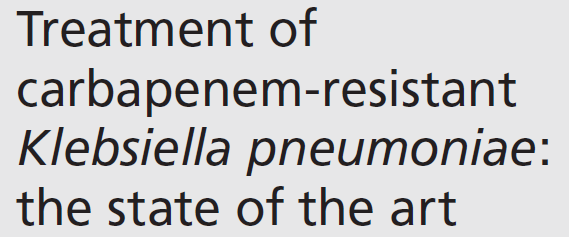 Treatment of
carbapenem-resistant
Klebsiella pneumoniae:
the state of the art